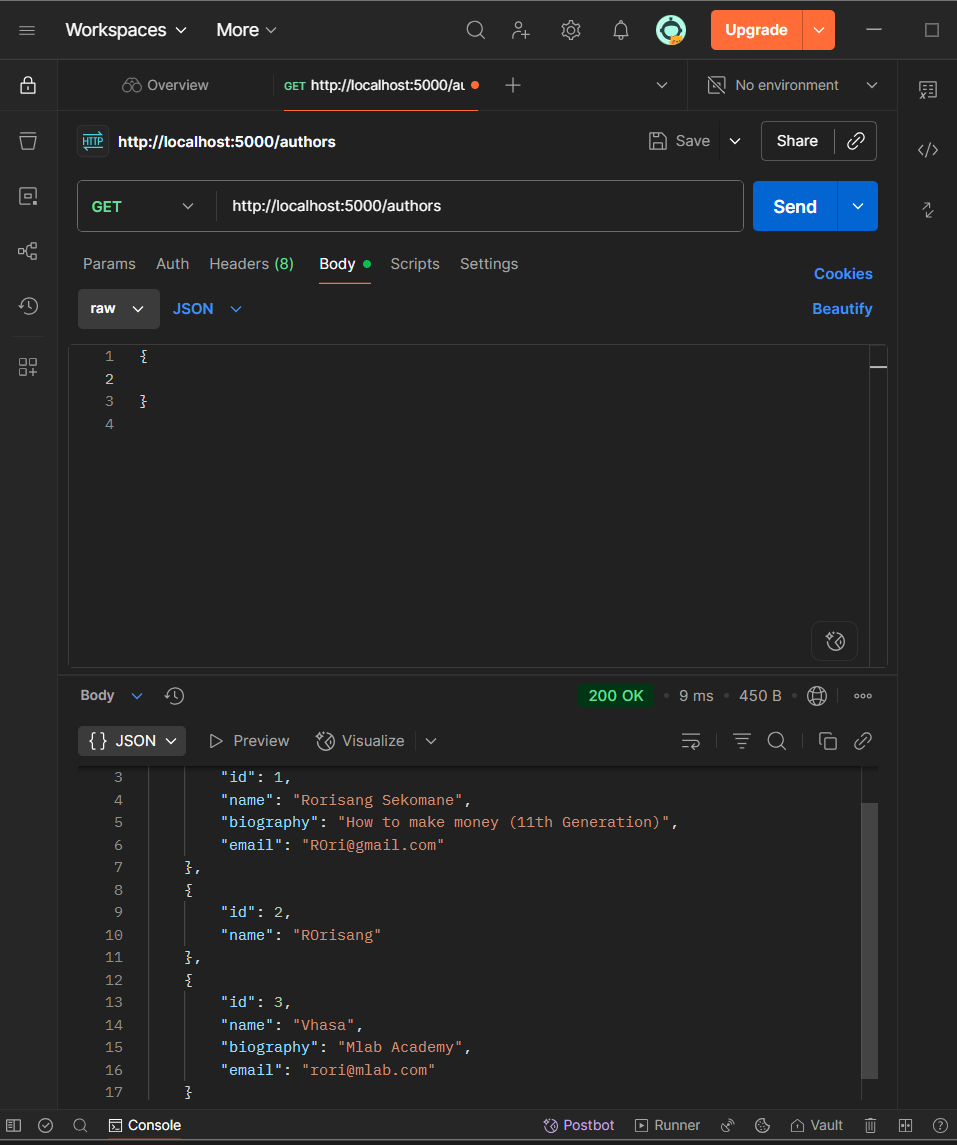 Workspaces More Upgrade
Overview GET http://localhost:5000/au No environment
HTTP http://localhost:5000/authors Save Share
GET http://localhost:5000/authors Send
Params Auth Headers (8) Body Scripts Settings Cookies
raw JSON Beautify
1 {
2
3 }
4
Body 200 OK 9 ms 450 B
{ } JSON Preview Visualize
3 "id": 1,
4 "name": "Rorisang Sekomane",
5 "biography": "How to make money (11th Generation)",
6 "email": "ROri@gmail.com"
7 },
8 {
9 "id": 2,
10 "name": "ROrisang"
11 },
12 {
13 "id": 3,
14 "name": "Vhasa",
15 "biography": "Mlab Academy",
16 "email": "rori@mlab.com"
17 }
Console Postbot Runner Vault